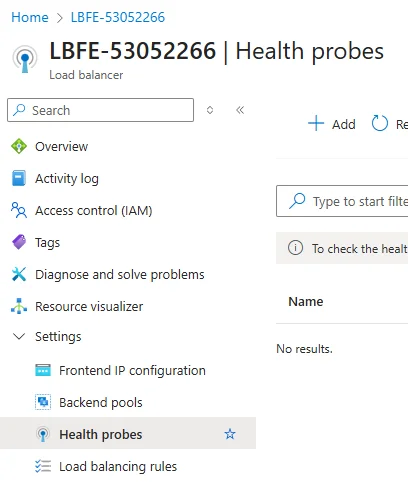 Home > LBFE-53052266
LBFE-53052266 | Health probes
Load balancer
Search
Add
Re
Overview
Activity log
Access control (IAM)
Tags
Diagnose and solve problems
Resource visualizer
Settings
Frontend IP configuration
Backend pools
Health probes
Load balancing rules
Type to start filte
To check the healt
Name
No results.